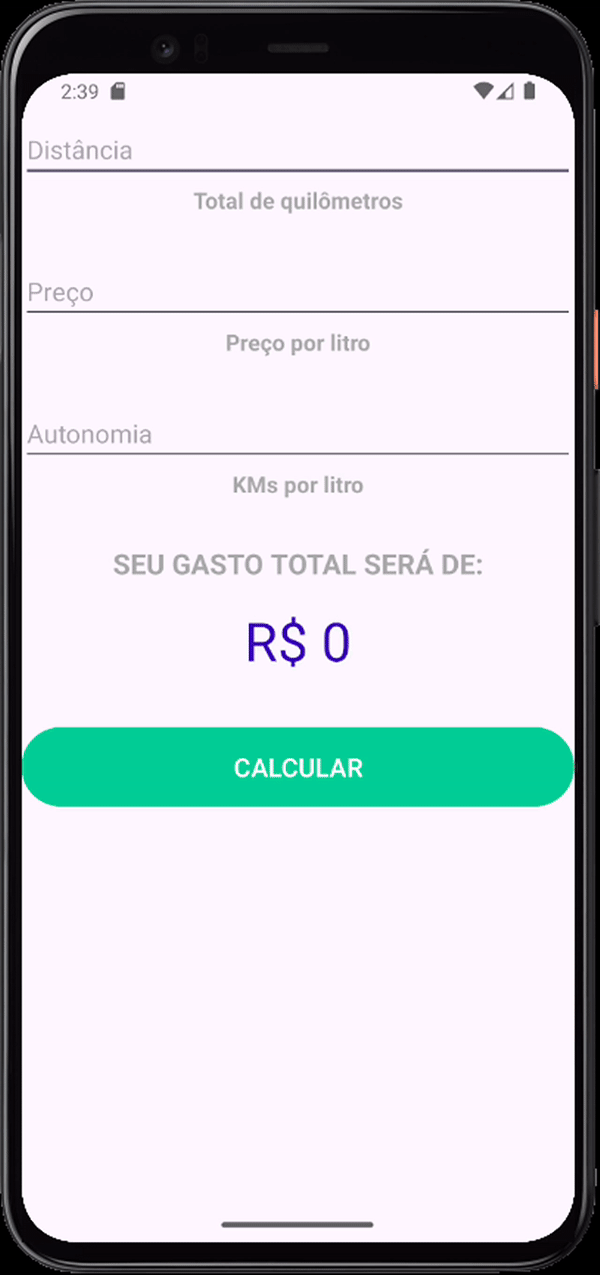 2:39
Distância
Total de quilômetros
Preço
Preço por litro
Autonomia
KMs por litro
SEU GASTO TOTAL SERÁ DE:
R$ 0
CALCULAR